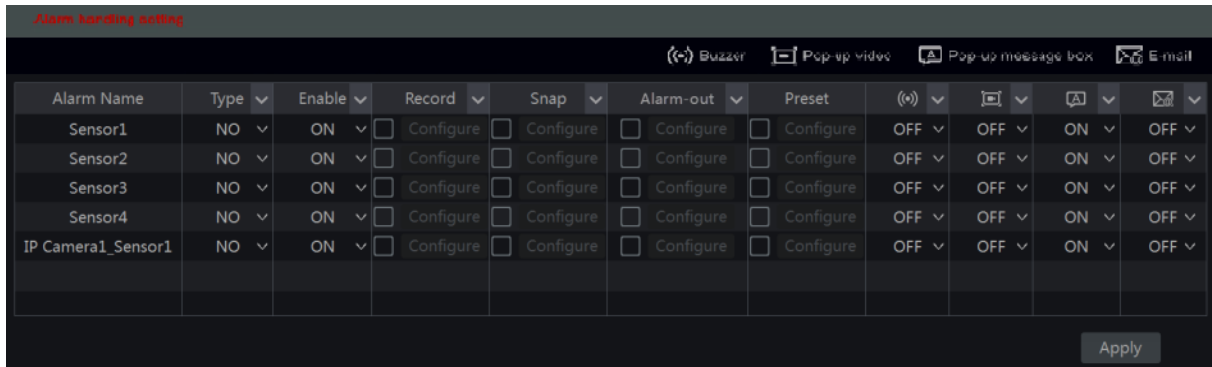 Alarm handling setting
Buzzer Pop-up video Pop-up message box E-mail
Alarm Name Type Enable Record Snap Alarm-out Preset
Sensor1 NO ON Configure Configure Configure Configure OFF OFF ON OFF
Sensor2 NO ON Configure Configure Configure Configure OFF OFF ON OFF
Sensor3 NO ON Configure Configure Configure Configure OFF OFF ON OFF
Sensor4 NO ON Configure Configure Configure Configure OFF OFF ON OFF
IP Camera1_Sensor1 NO ON Configure Configure Configure Configure OFF OFF ON OFF
Apply